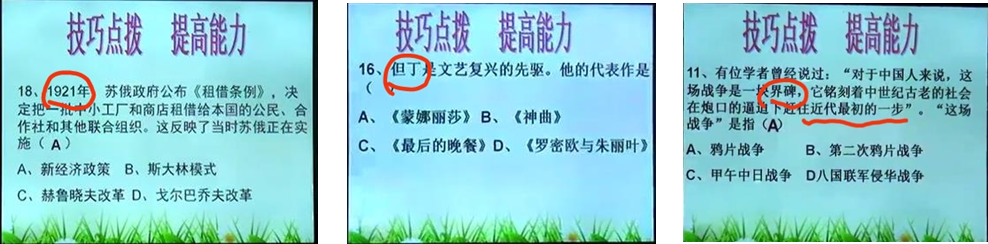 技巧点拨 提高能力
18、1921年 苏俄政府公布《租借条例》，决
定把一批中小工厂和商店租借给本国的公民、合
作社和其他联合组织。这反映了当时苏俄正在实
施（A）
A、新经济政策 B、斯大林模式
C、赫鲁晓夫改革 D、戈尔巴乔夫改革
技巧点拨 提高能力
16、但丁是文艺复兴的先驱。他的代表作是
（ ）
A、《蒙娜丽莎》 B、《神曲》
C、《最后的晚餐》 D、《罗密欧与朱丽叶》
技巧点拨 提高能力
11、有位学者曾经说过：“对于中国人来说，这
场战争是一块界碑，它铭刻着中世纪古老的社会
在炮口的逼迫下赶往近代最初的一步”。“这场
战争”是指（A）
A、鸦片战争 B、第二次鸦片战争
C、甲午中日战争 D八国联军侵华战争